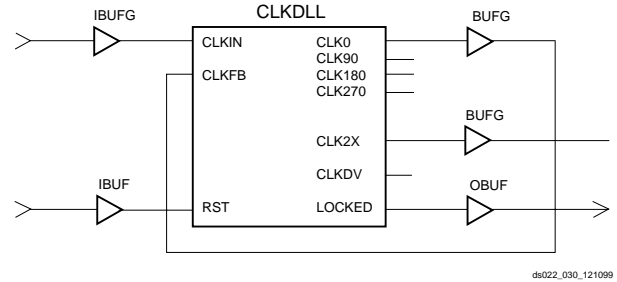 CLKDLL
IBUFG
BUFG
CLKIN
CLK0
CLK90
CLKFB
CLK180
CLK270
BUFG
CLK2X
CLKDV
IBUF
OBUF
RST
LOCKED
ds022_030_121099